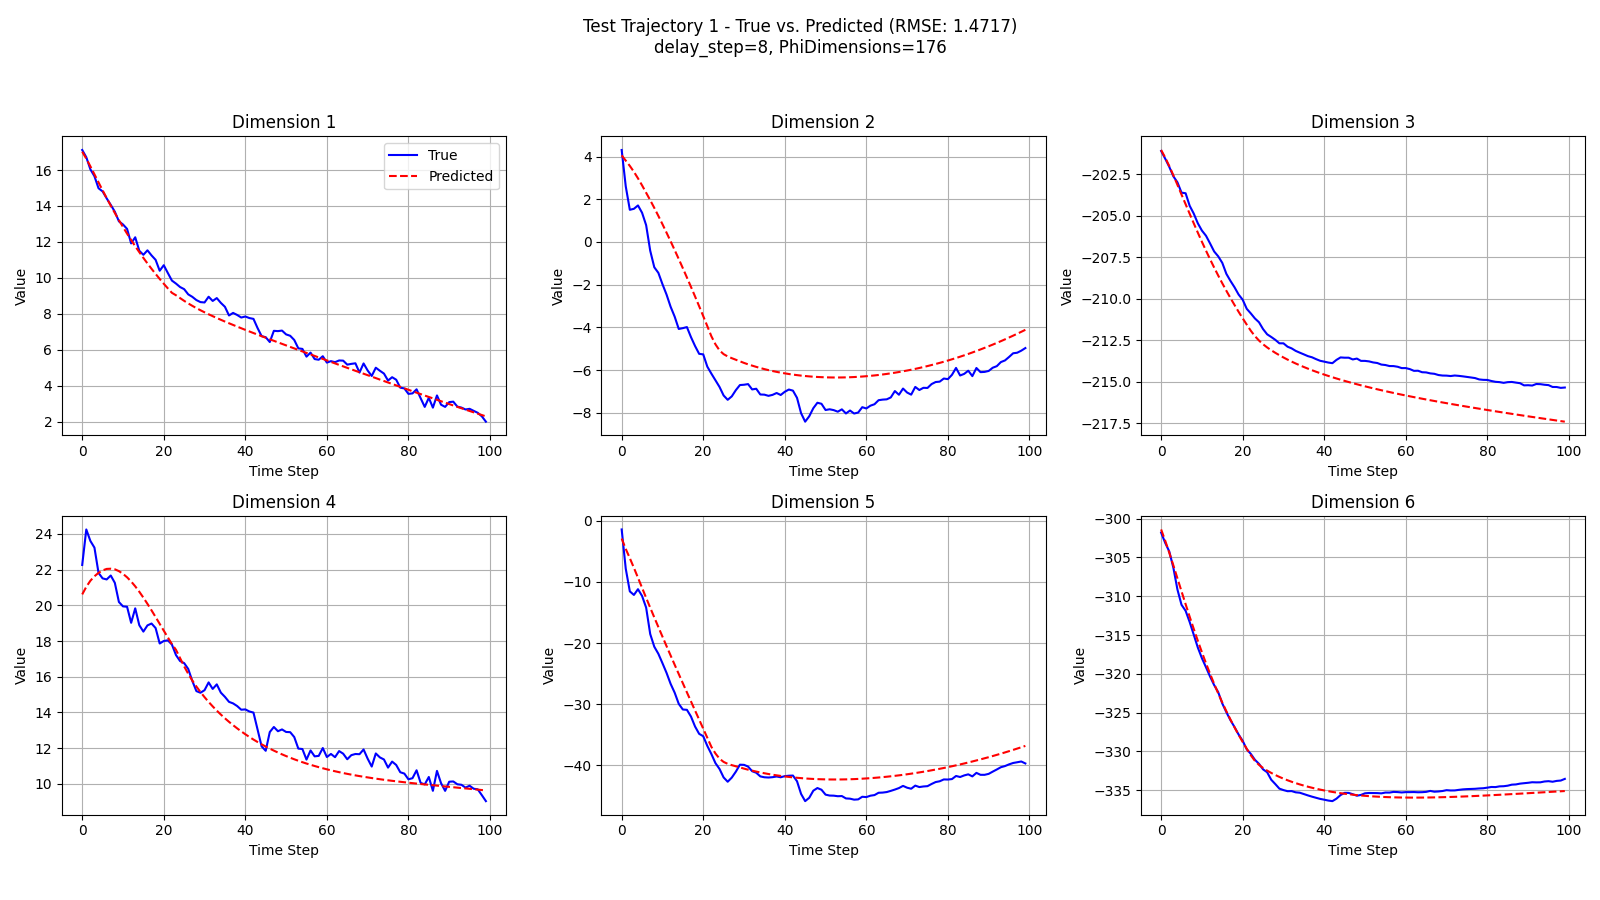 Test Trajectory 1 - True vs. Predicted (RMSE: 1.4717)
delay_step=8, PhiDimensions=176
Dimension 1
True
Predicted
Value
16
14
12
10
8
6
4
2
0 20 40 60 80 100
Time Step
Dimension 2
Value
4
2
0
−2
−4
−6
−8
0 20 40 60 80 100
Time Step
Dimension 3
Value
−202.5
−205.0
−207.5
−210.0
−212.5
−215.0
−217.5
0 20 40 60 80 100
Time Step
Dimension 4
Value
24
22
20
18
16
14
12
10
0 20 40 60 80 100
Time Step
Dimension 5
Value
0
−10
−20
−30
−40
0 20 40 60 80 100
Time Step
Dimension 6
Value
−300
−305
−310
−315
−320
−325
−330
−335
0 20 40 60 80 100
Time Step